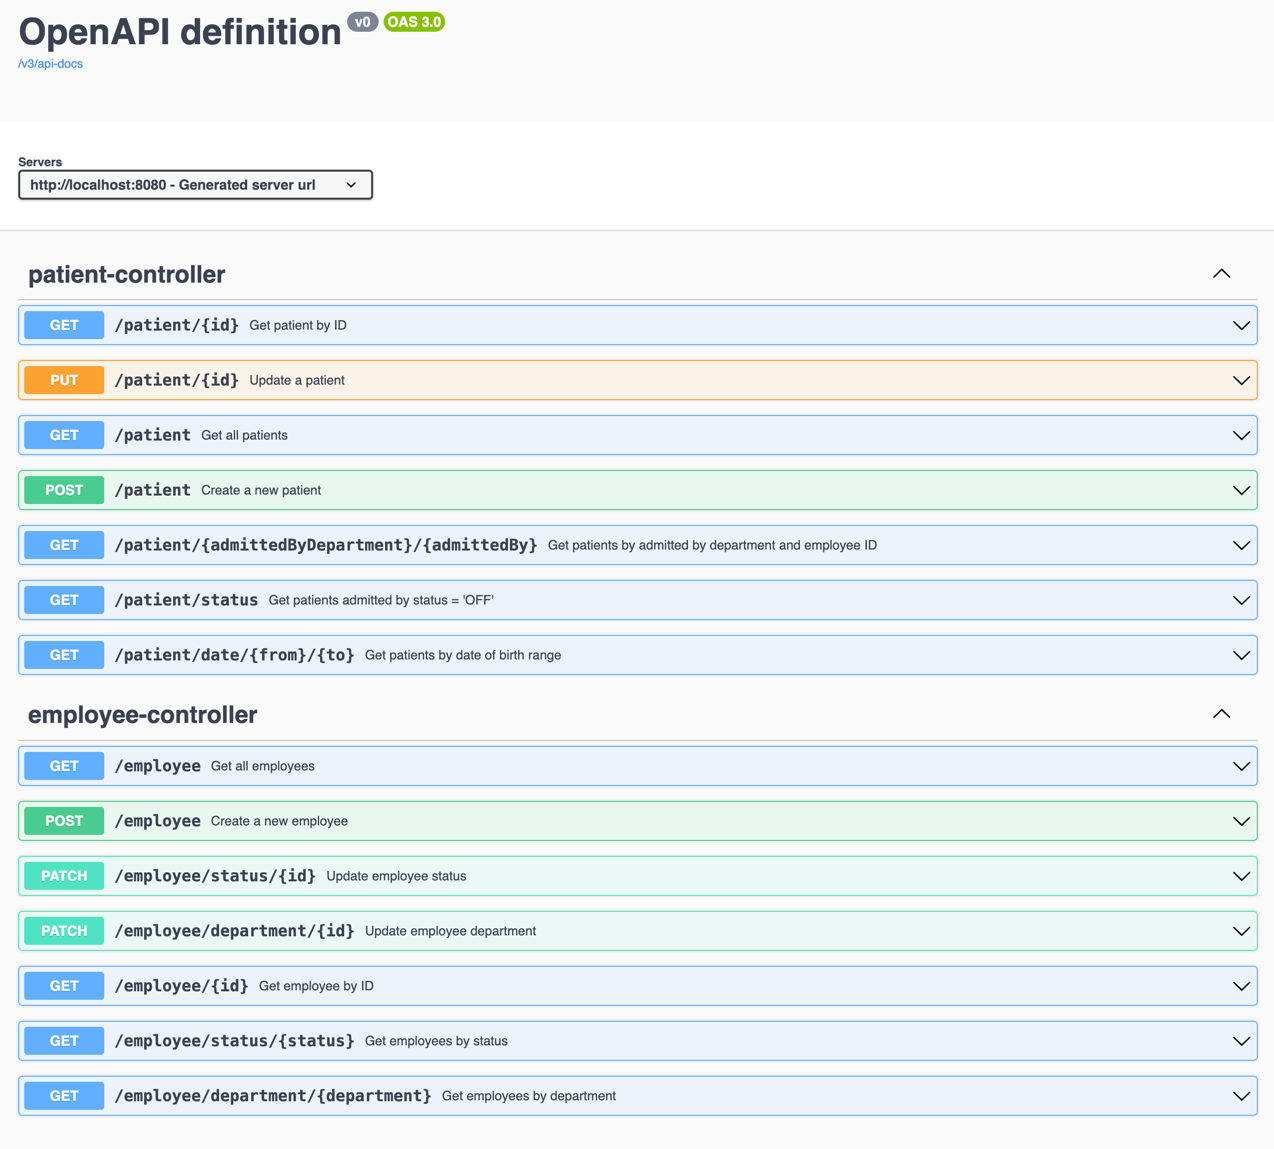 OpenAPI definition v0 OAS 3.0
/v3/api-docs
Servers
http://localhost:8080 - Generated server url
patient-controller
GET /patient/{id} Get patient by ID
PUT /patient/{id} Update a patient
GET /patient Get all patients
POST /patient Create a new patient
GET /patient/{admittedByDepartment}/{admittedBy} Get patients by admitted by department and employee ID
GET /patient/status Get patients admitted by status = 'OFF'
GET /patient/date/{from}/{to} Get patients by date of birth range
employee-controller
GET /employee Get all employees
POST /employee Create a new employee
PATCH /employee/status/{id} Update employee status
PATCH /employee/department/{id} Update employee department
GET /employee/{id} Get employee by ID
GET /employee/status/{status} Get employees by status
GET /employee/department/{department} Get employees by department